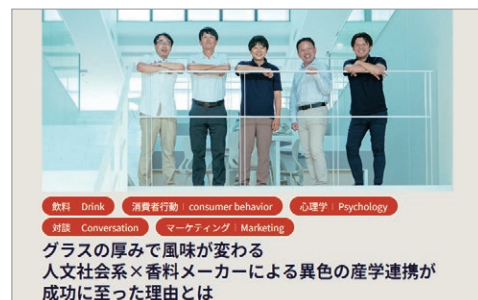 飲料 Drink 消費者行動 | consumer behavior 心理学 | Psychology
対談 Conversation マーケティング | Marketing
グラスの厚みで風味が変わる
人文社会系×香料メーカーによる異色の産学連携が
成功に至った理由とは